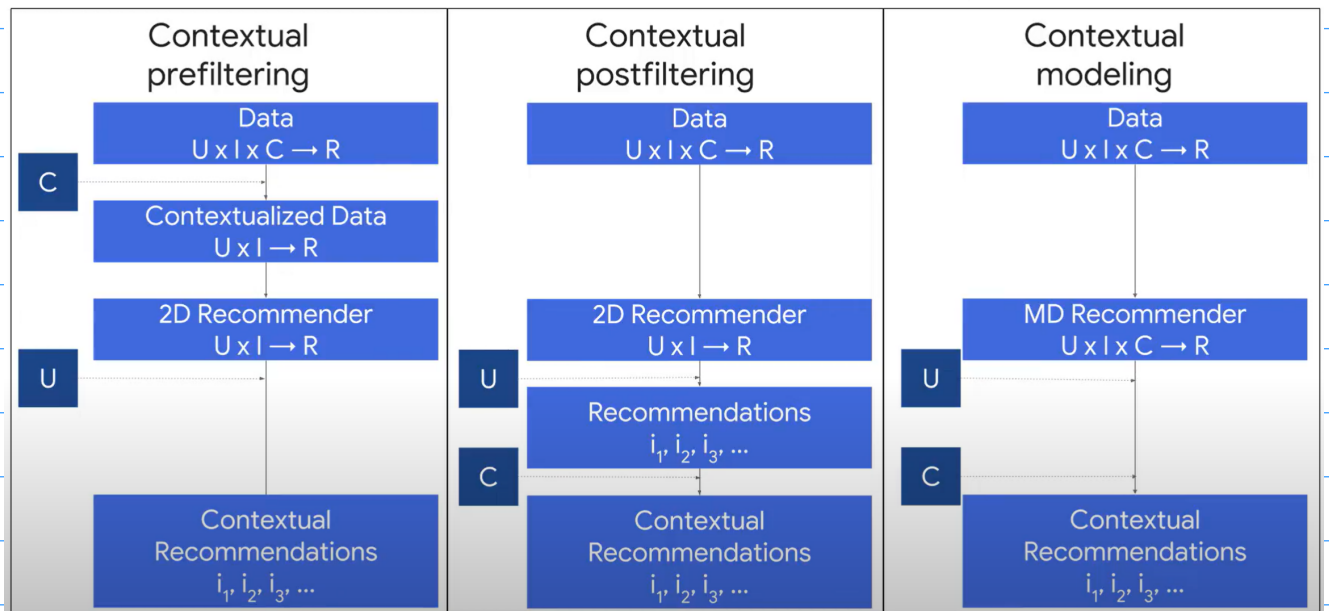 Contextual
prefiltering
Data
U x I x C → R
C
Contextualized Data
U x I → R
2D Recommender
U x I → R
U
Contextual
Recommendations
i₁, i₂, i₃, ...
Contextual
postfiltering
Data
U x I x C → R
2D Recommender
U x I → R
U
Recommendations
i₁, i₂, i₃, ...
C
Contextual
Recommendations
i₁, i₂, i₃, ...
Contextual
modeling
Data
U x I x C → R
MD Recommender
U x I x C → R
U
C
Contextual
Recommendations
i₁, i₂, i₃, ...